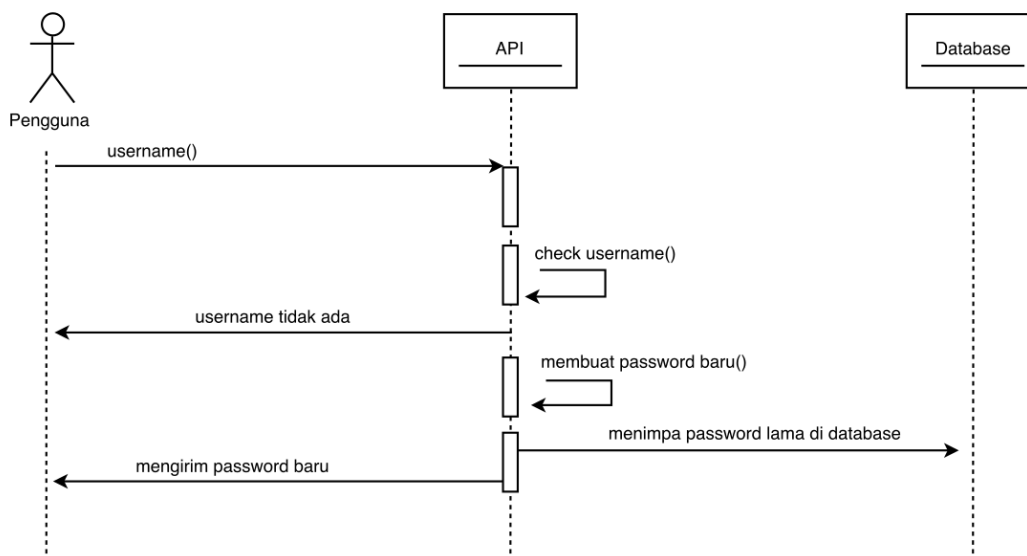 API
Database
Pengguna
username()
check username()
username tidak ada
membuat password baru()
menimpa password lama di database
mengirim password baru